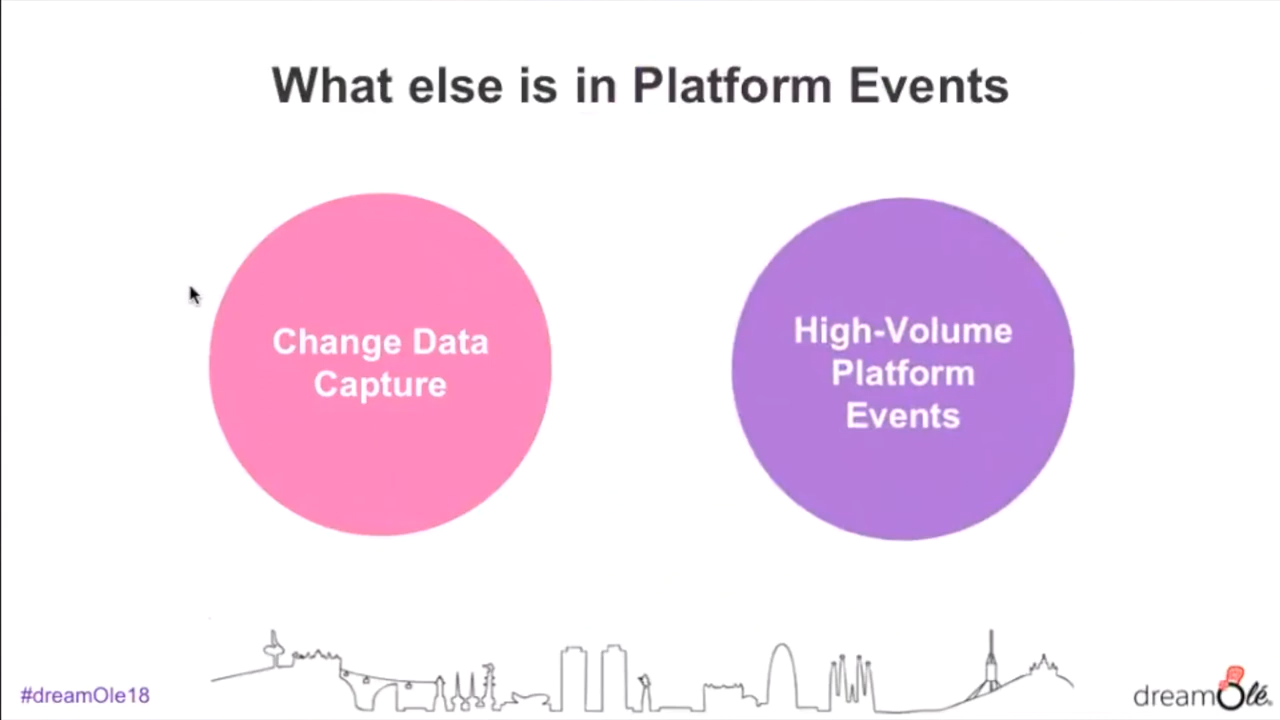 What else is in Platform Events
Change Data
Capture
High-Volume
Platform
Events
#dreamOle18
dreamOlé